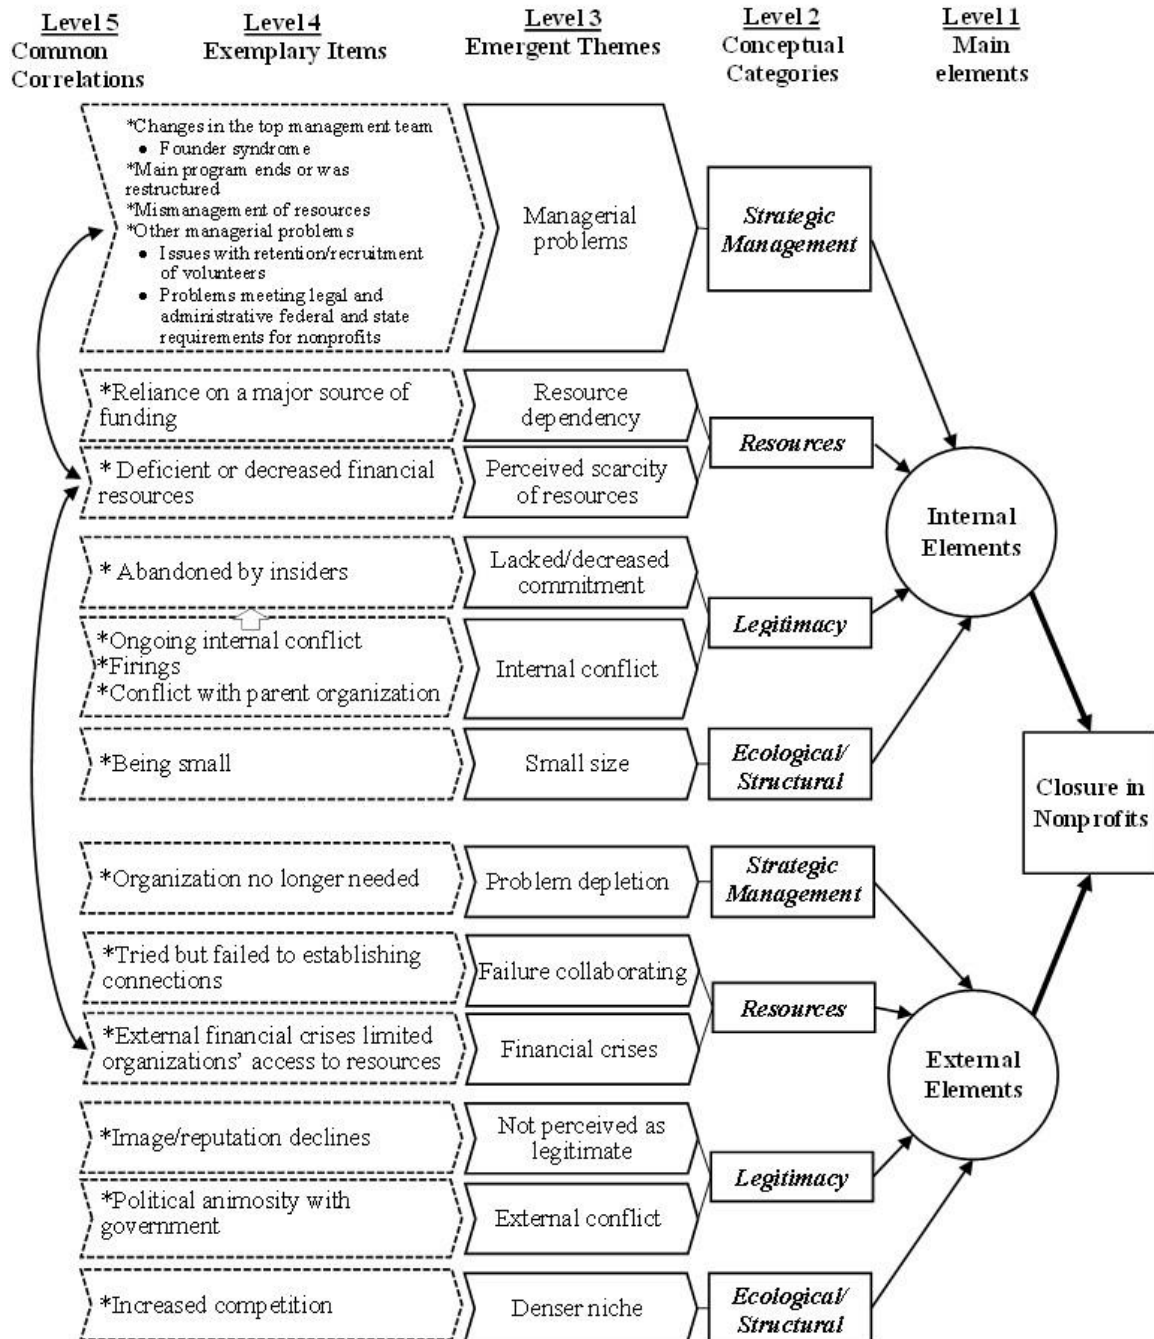 Level 5
Common
Correlations
Level 4
Exemplary Items
Level 3
Emergent Themes
Level 2
Conceptual
Categories
Level 1
Main
elements
*Changes in the top management team
● Founder syndrome
*Main program ends or was
restructured
*Mismanagement of resources
*Other managerial problems
● Issues with retention/recruitment
of volunteers
● Problems meeting legal and
administrative federal and state
requirements for nonprofits
Managerial
problems
Strategic
Management
*Reliance on a major source of
funding
Resource
dependency
Resources
* Deficient or decreased financial
resources
Perceived scarcity
of resources
Internal
Elements
* Abandoned by insiders
Lacked/decreased
commitment
Legitimacy
*Ongoing internal conflict
*Firings
*Conflict with parent organization
Internal conflict
*Being small
Small size
Ecological/
Structural
Closure in
Nonprofits
*Organization no longer needed
Problem depletion
Strategic
Management
*Tried but failed to establishing
connections
Failure collaborating
Resources
*External financial crises limited
organizations' access to resources
Financial crises
External
Elements
*Image/reputation declines
Not perceived as
legitimate
Legitimacy
*Political animosity with
government
External conflict
*Increased competition
Denser niche
Ecological/
Structural